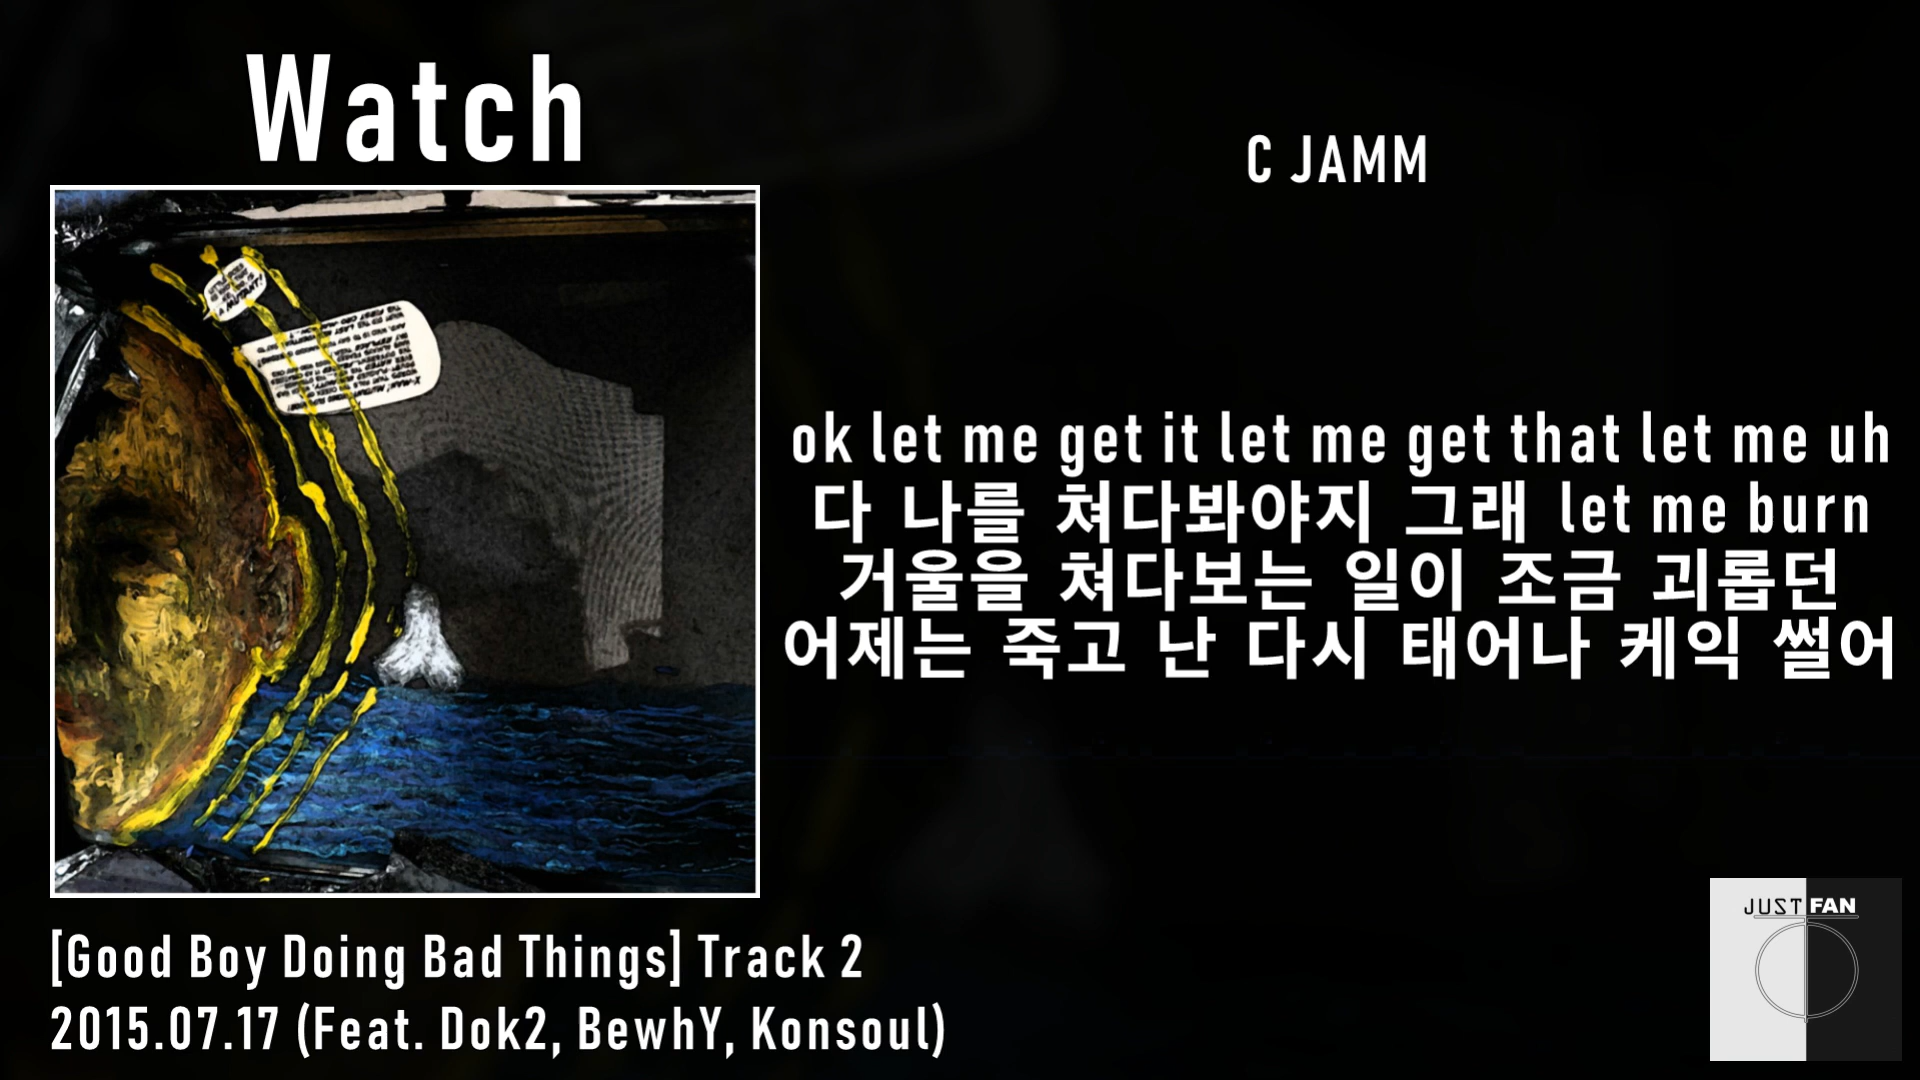 Watch
C JAMM
ok let me get it let me get that let me uh
다 나를 쳐다봐야지 그래 let me burn
거울을 쳐다보는 일이 조금 괴롭던
어제는 죽고 난 다시 태어나 케익 썰어
[Good Boy Doing Bad Things] Track 2
2015.07.17 (Feat. Dok2, BewhY, Konsoul)
JUST FAN
A MUTANT!